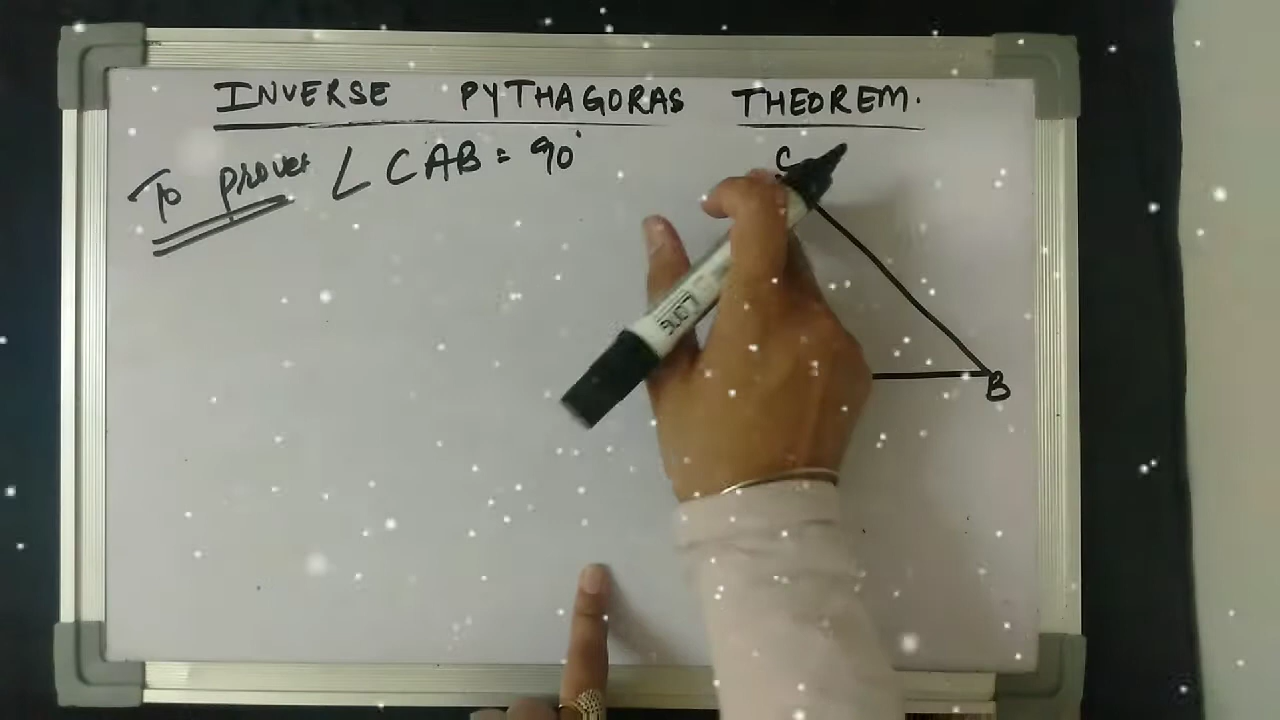 INVERSE PYTHAGORAS THEOREM.
To prove ∠ CAB = 90°
C
B